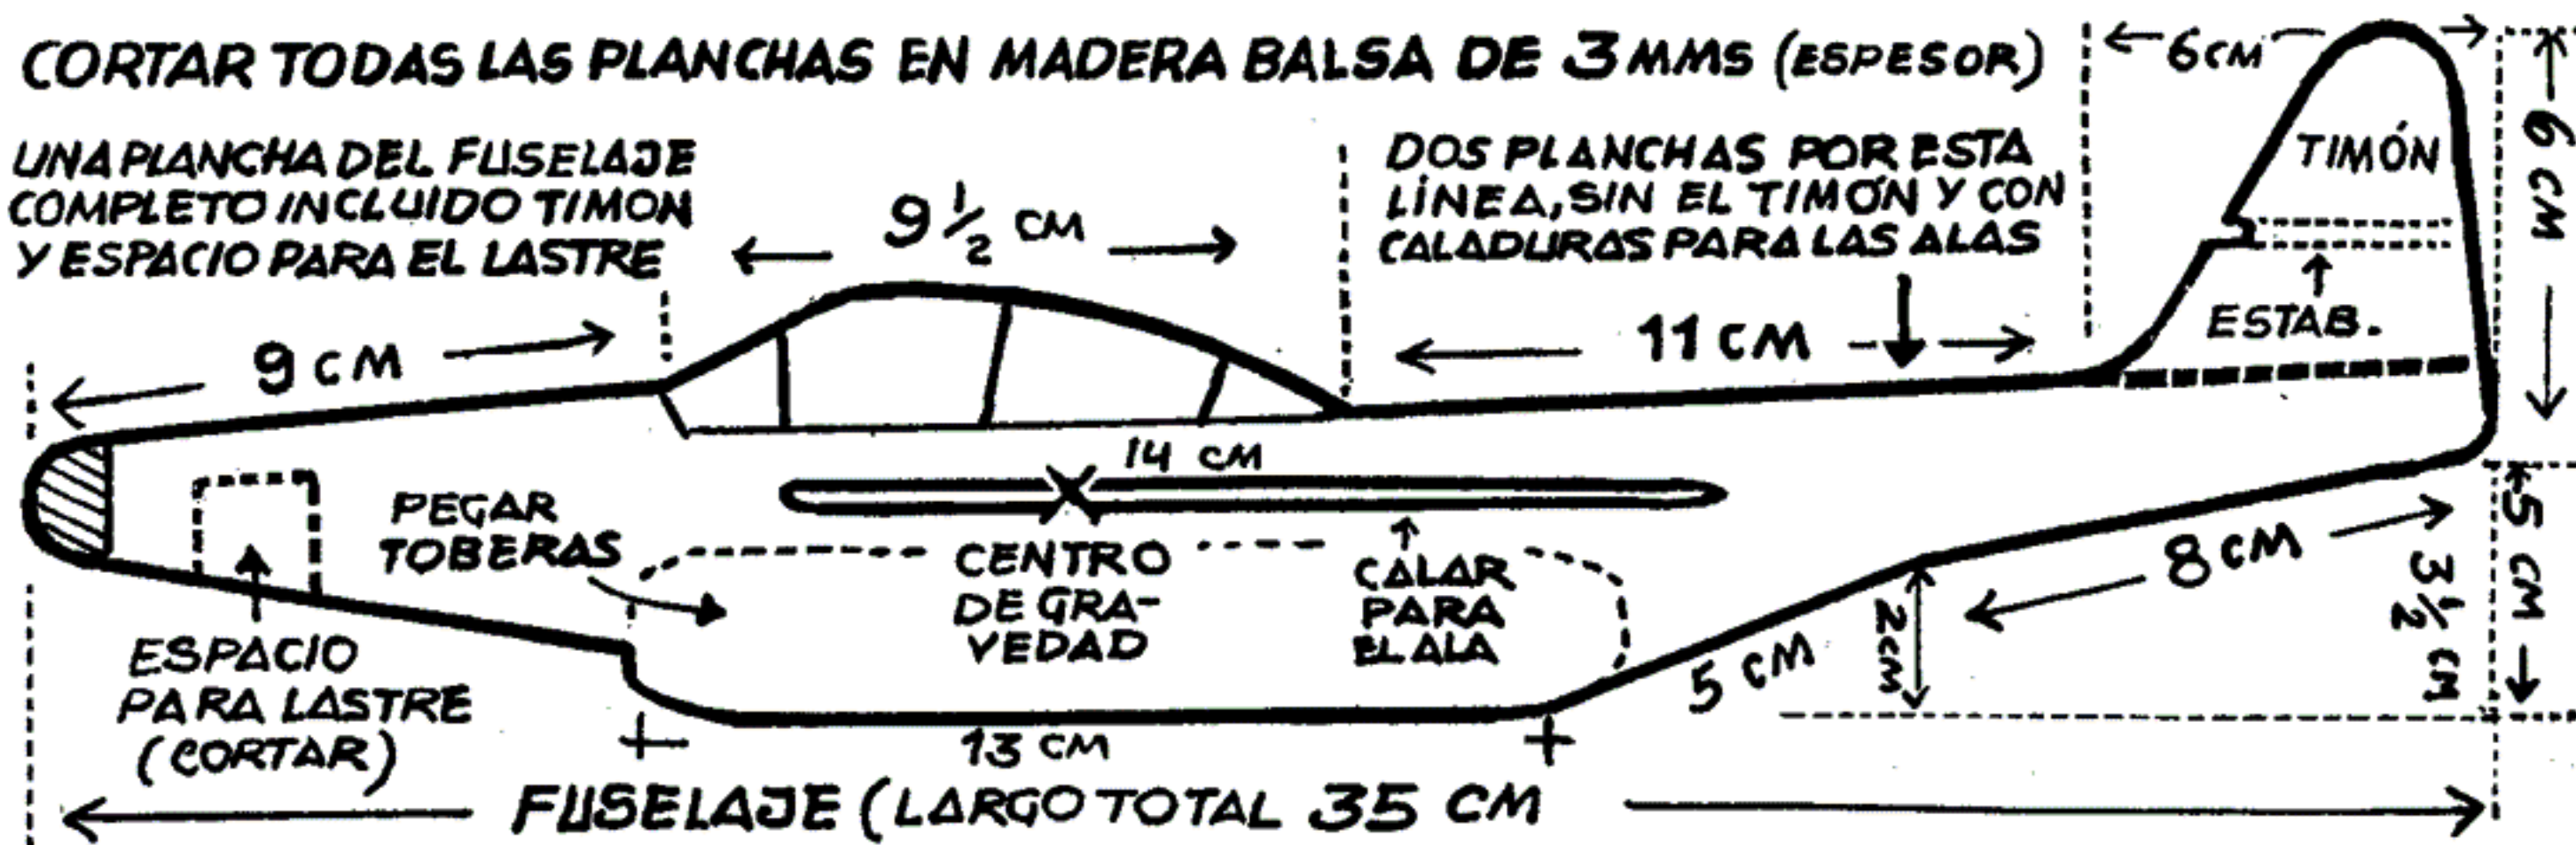 CORTAR TODAS LAS PLANCHAS EN MADERA BALSA DE 3 MMS (ESPESOR)
UNA PLANCHA DEL FUSELAJE
COMPLETO INCLUIDO TIMON
Y ESPACIO PARA EL LASTRE
9 1/2 CM
DOS PLANCHAS POR ESTA
LÍNEA, SIN EL TIMÓN Y CON
CALADURAS PARA LAS ALAS
6 CM
6 CM
TIMÓN
ESTAB.
9 CM
11 CM
14 CM
PEGAR
TOBERAS
CENTRO
DE GRA-
VEDAD
CALAR
PARA
EL ALA
ESPACIO
PARA LASTRE
(CORTAR)
13 CM
5 CM
2 CM
8 CM
3 1/2 CM
5 CM
FUSELAJE (LARGO TOTAL 35 CM